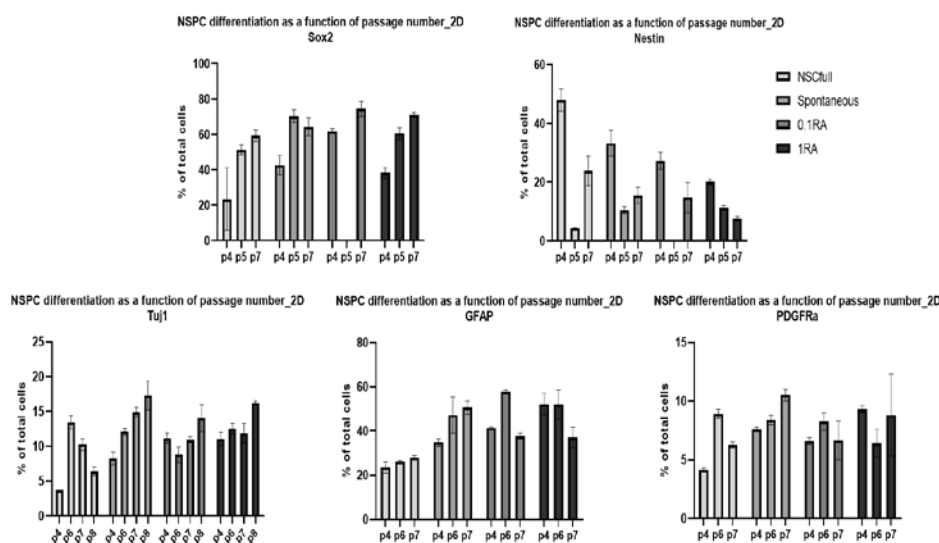 NSPC differentiation as a function of passage number_2D
Sox2
% of total cells
100
80
60
40
20
0
p4 p5 p7 p4 p5 p7 p4 p5 p7 p4 p5 p7
NSPC differentiation as a function of passage number_2D
Nestin
% of total cells
60
40
20
0
p4 p5 p7 p4 p5 p7 p4 p5 p7 p4 p5 p7
NSCfull
Spontaneous
0.1RA
1RA
NSPC differentiation as a function of passage number_2D
Tuj1
% of total cells
25
20
15
10
5
0
p4 p6 p7 p8 p4 p6 p7 p8 p4 p6 p7 p8 p4 p6 p7 p8
NSPC differentiation as a function of passage number_2D
GFAP
% of total cells
80
60
40
20
0
p4 p6 p7 p4 p6 p7 p4 p6 p7 p4 p6 p7
NSPC differentiation as a function of passage number_2D
PDGFRa
% of total cells
15
10
5
0
p4 p6 p7 p4 p6 p7 p4 p6 p7 p4 p6 p7